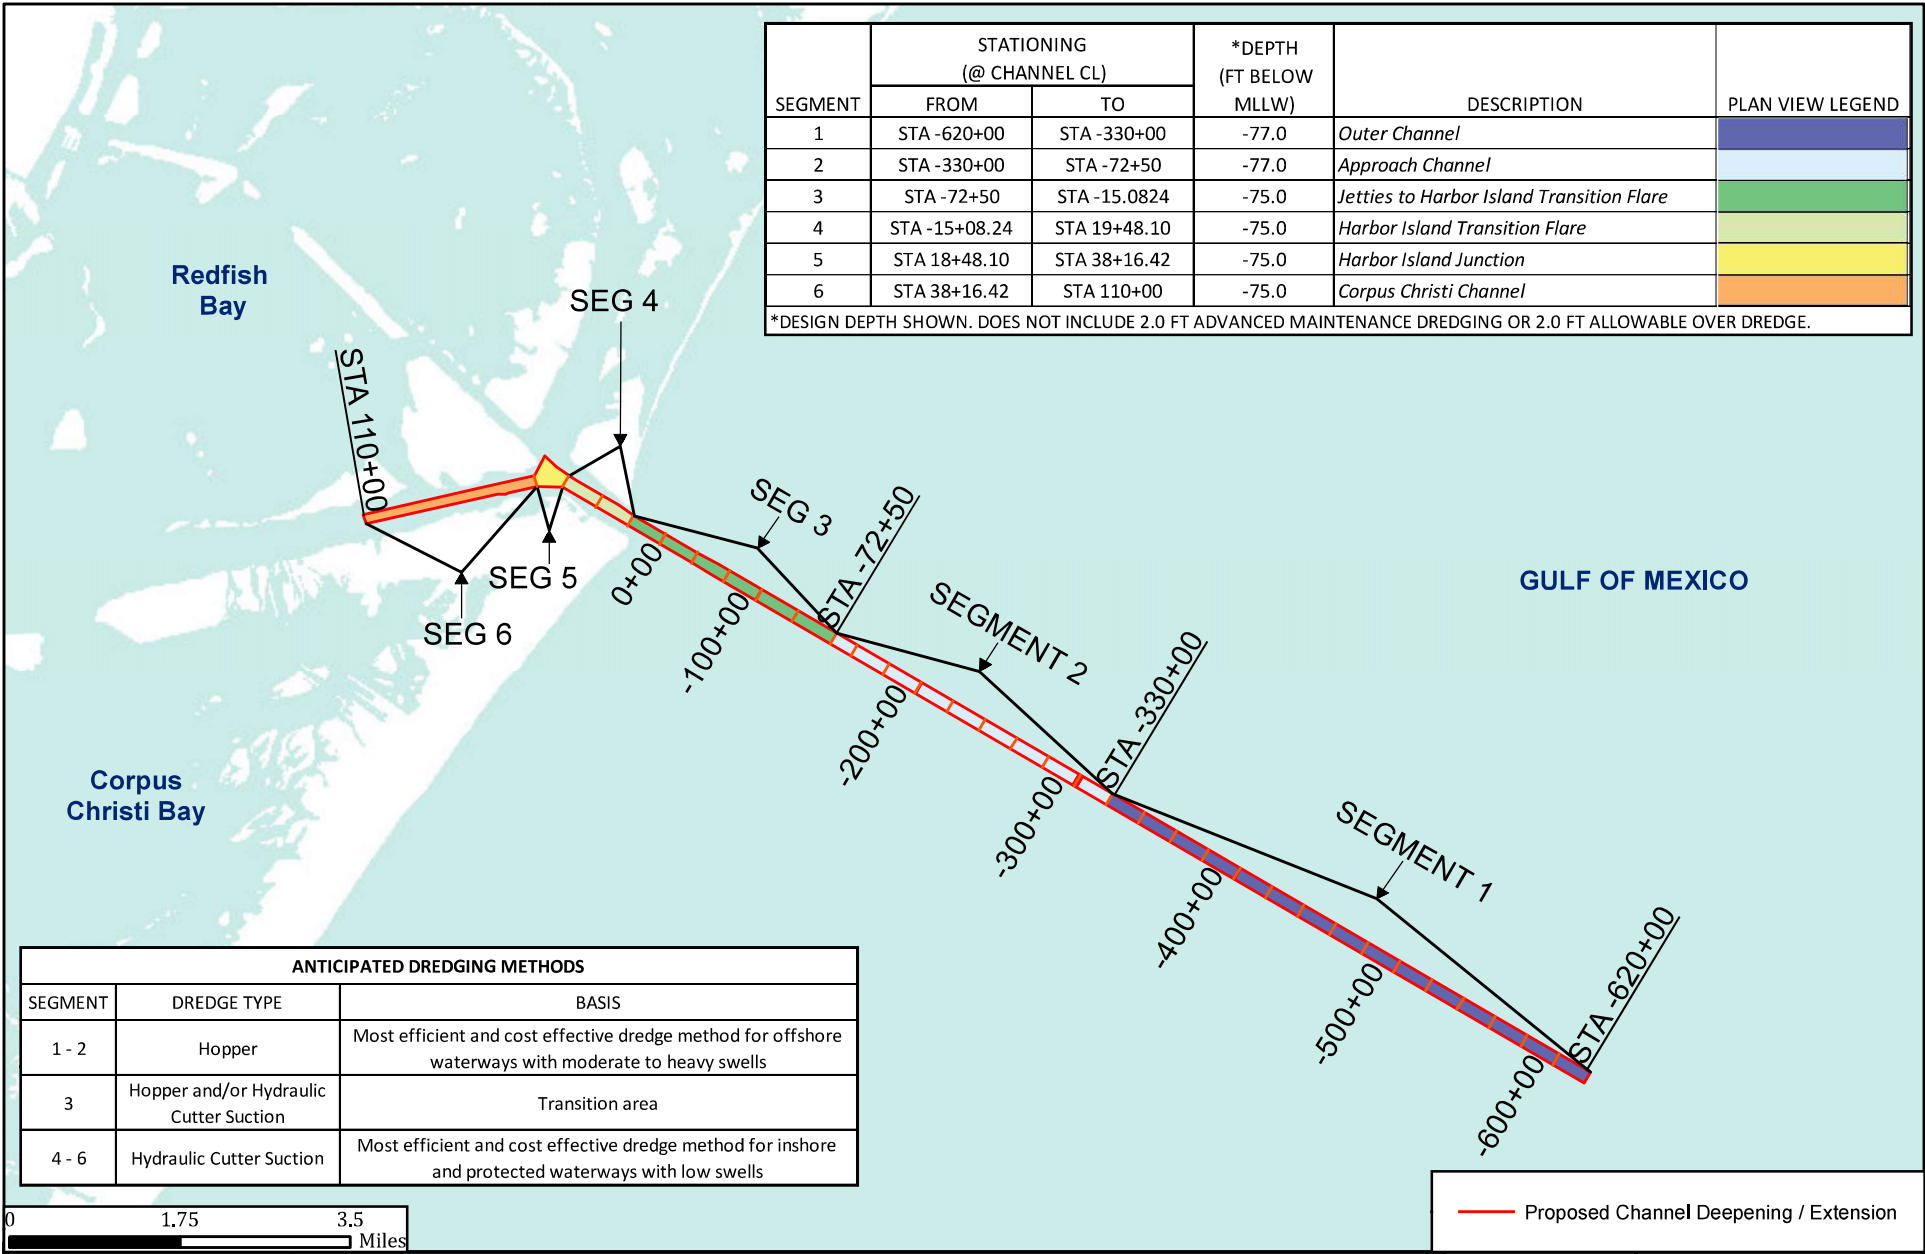 STATIONING
(@ CHANNEL CL)
*DEPTH
(FT BELOW
MLLW)
SEGMENT FROM TO DESCRIPTION PLAN VIEW LEGEND
1 STA -620+00 STA -330+00 -77.0 Outer Channel
2 STA -330+00 STA -72+50 -77.0 Approach Channel
3 STA -72+50 STA -15.0824 -75.0 Jetties to Harbor Island Transition Flare
4 STA -15+08.24 STA 19+48.10 -75.0 Harbor Island Transition Flare
5 STA 18+48.10 STA 38+16.42 -75.0 Harbor Island Junction
6 STA 38+16.42 STA 110+00 -75.0 Corpus Christi Channel
*DESIGN DEPTH SHOWN. DOES NOT INCLUDE 2.0 FT ADVANCED MAINTENANCE DREDGING OR 2.0 FT ALLOWABLE OVER DREDGE.
Redfish
Bay
SEG 4
STA 110+00
SEG 3
STA -72+50
SEG 5
SEG 6
0+00
-100+00
SEGMENT 2
GULF OF MEXICO
STA -330+00
-200+00
Corpus
Christi Bay
-300+00
SEGMENT 1
-400+00
STA -620+00
-500+00
-600+00
ANTICIPATED DREDGING METHODS
SEGMENT DREDGE TYPE BASIS
1 - 2 Hopper Most efficient and cost effective dredge method for offshore
waterways with moderate to heavy swells
3 Hopper and/or Hydraulic
Cutter Suction Transition area
4 - 6 Hydraulic Cutter Suction Most efficient and cost effective dredge method for inshore
and protected waterways with low swells
0 1.75 3.5
Miles
Proposed Channel Deepening / Extension